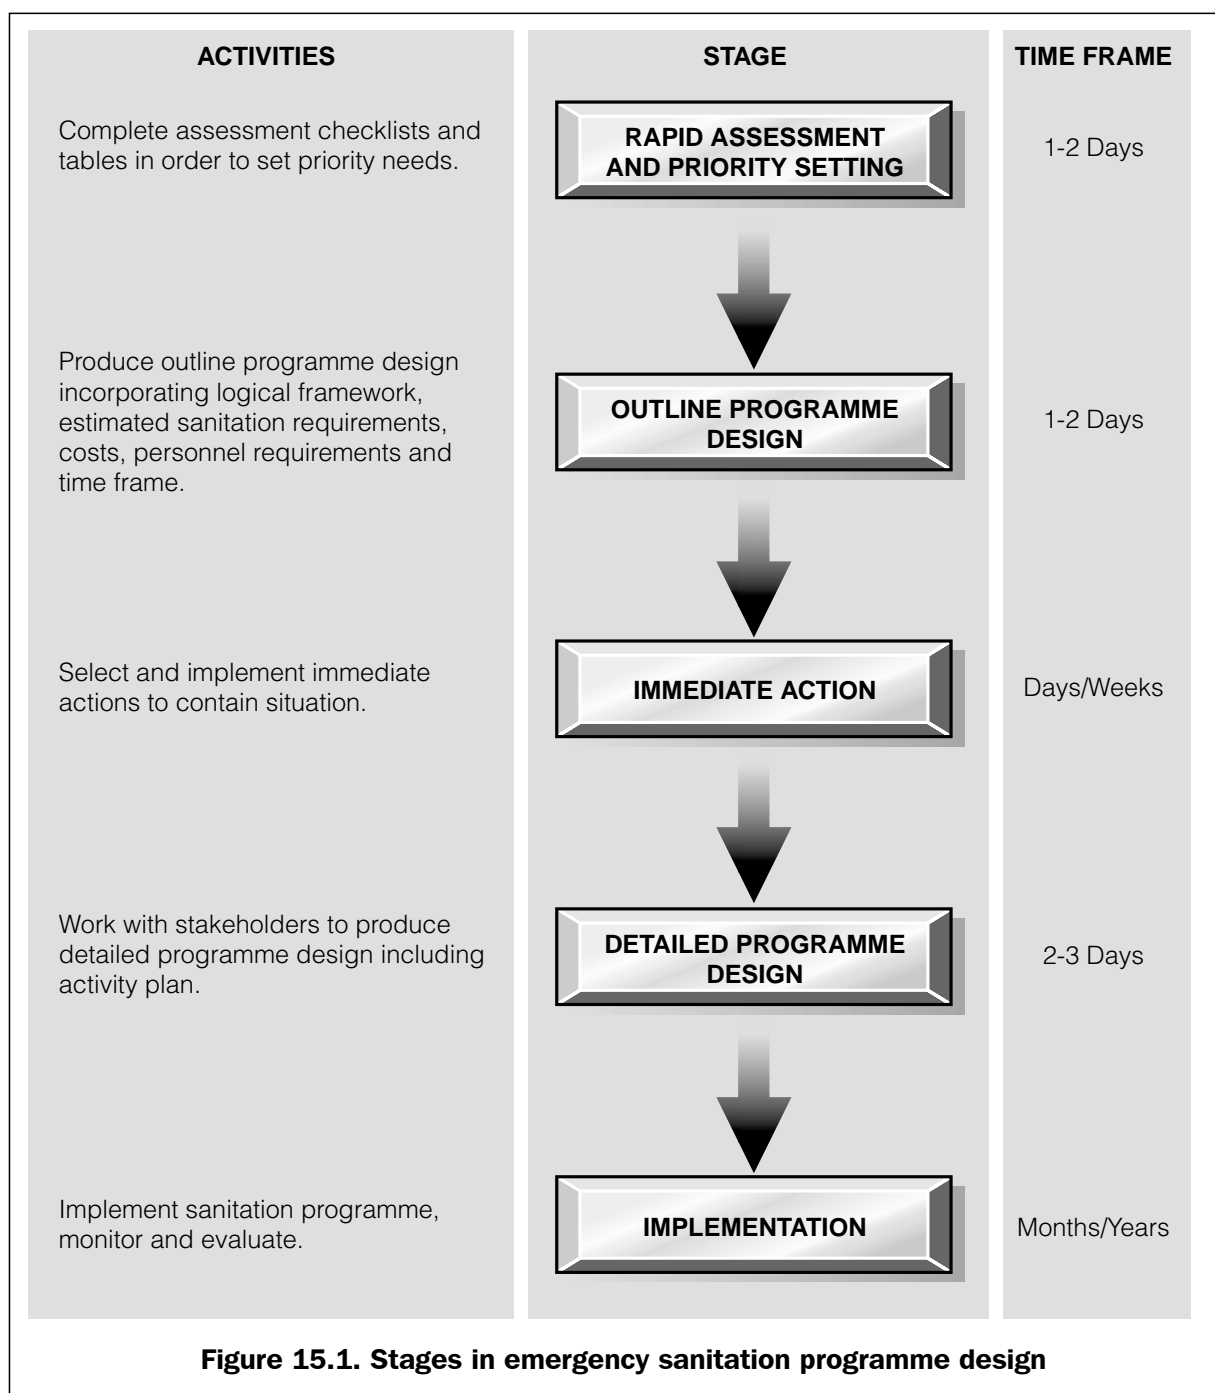 ACTIVITIES
STAGE
TIME FRAME
Complete assessment checklists and
tables in order to set priority needs.
RAPID ASSESSMENT
AND PRIORITY SETTING
1-2 Days
Produce outline programme design
incorporating logical framework,
estimated sanitation requirements,
costs, personnel requirements and
time frame.
OUTLINE PROGRAMME
DESIGN
1-2 Days
Select and implement immediate
actions to contain situation.
IMMEDIATE ACTION
Days/Weeks
Work with stakeholders to produce
detailed programme design including
activity plan.
DETAILED PROGRAMME
DESIGN
2-3 Days
Implement sanitation programme,
monitor and evaluate.
IMPLEMENTATION
Months/Years
Figure 15.1. Stages in emergency sanitation programme design